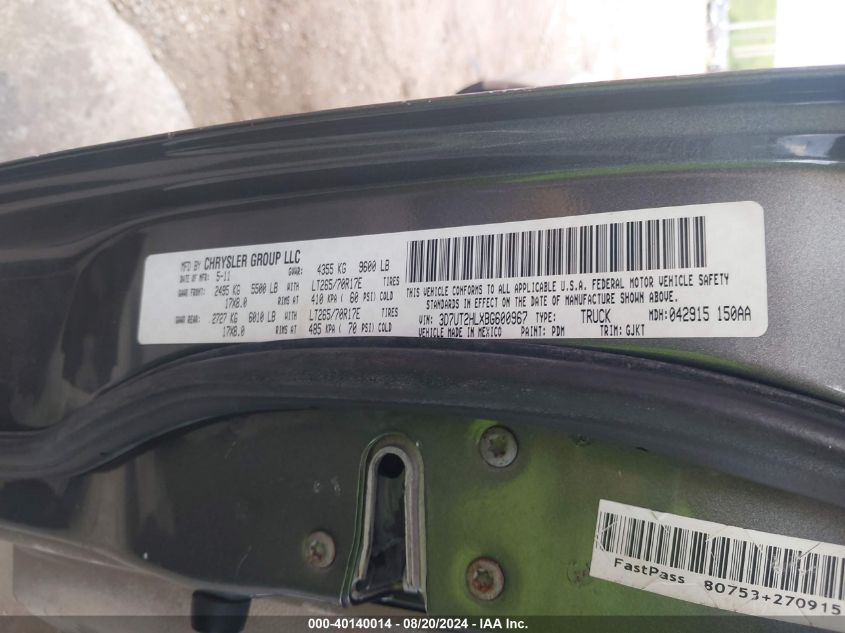 MFD BY CHRYSLER GROUP LLC
DATE OF MFR: 5-11 GVWR: 4355 KG 9600 LB
GAWR FRONT: 2495 KG 5500 LB WITH LT265/70R17E TIRES
17X8.0 RIMS AT 410 KPA ( 60 PSI) COLD
GAWR REAR: 2727 KG 6010 LB WITH LT265/70R17E TIRES
17X8.0 RIMS AT 485 KPA ( 70 PSI) COLD
THIS VEHICLE CONFORMS TO ALL APPLICABLE U.S.A. FEDERAL MOTOR VEHICLE SAFETY
STANDARDS IN EFFECT ON THE DATE OF MANUFACTURE SHOWN ABOVE.
VIN: 3D7UT2HLXBG600967 TYPE: TRUCK MDH: 042915 150AA
VEHICLE MADE IN MEXICO PAINT: PDM TRIM: GJKT
FastPass 80753+270915
000-40140014 - 08/20/2024 - IAA Inc.